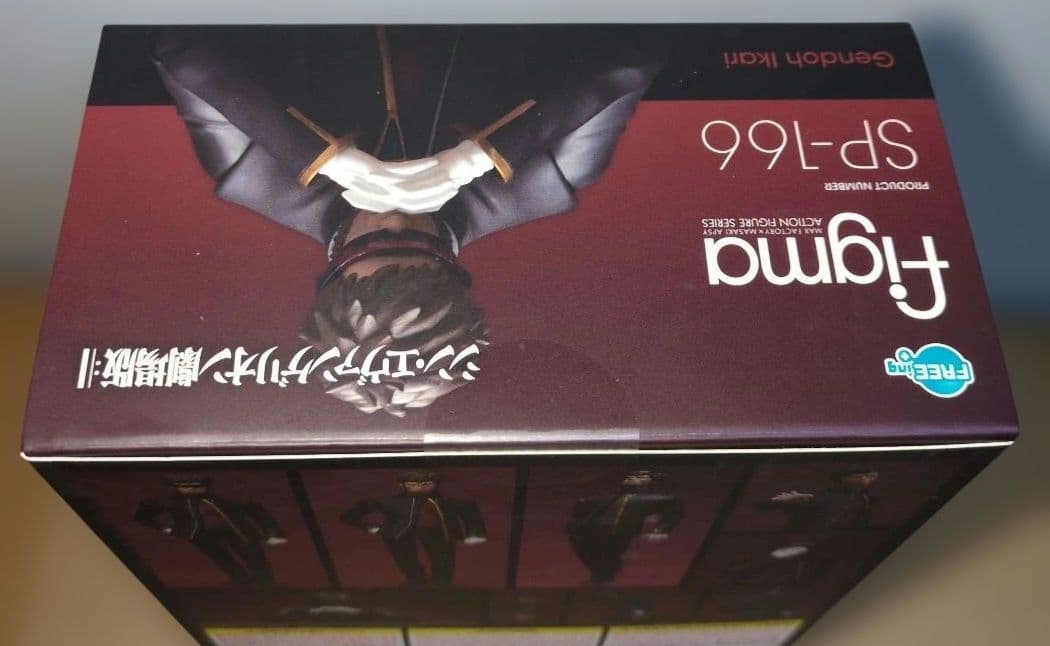 FREEing
シン・エヴァンゲリオン劇場版:||
figma
MAX FACTORY × MASAKI APSY
ACTION FIGURE SERIES
PRODUCT NUMBER
SP-166
Gendoh Ikari